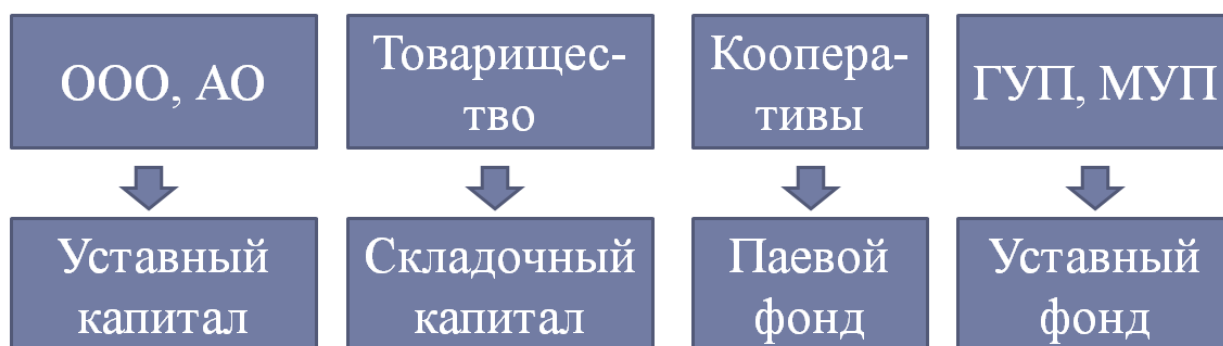 ООО, АО
Товарищес-
тво
Коопера-
тивы
ГУП, МУП
Уставный
капитал
Складочный
капитал
Паевой
фонд
Уставный
фонд